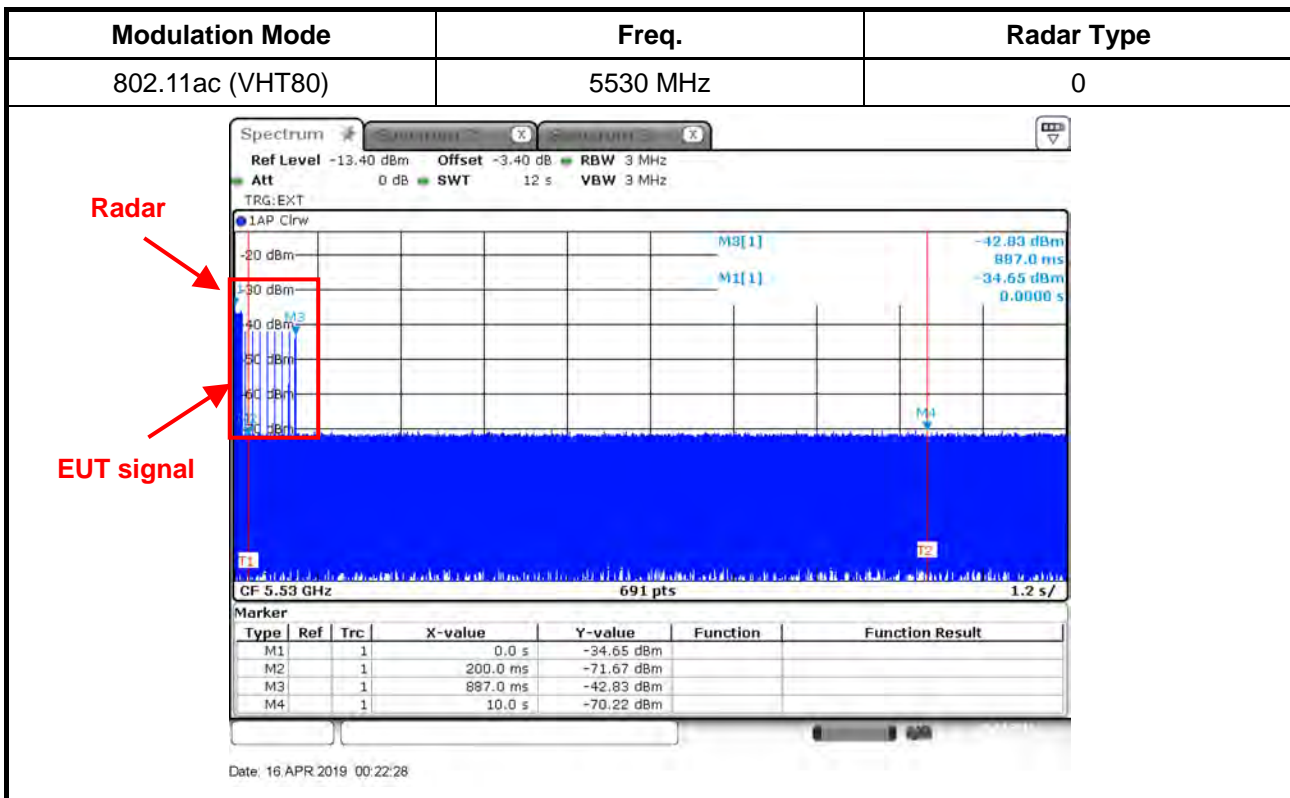 Modulation Mode Freq. Radar Type
802.11ac (VHT80) 5530 MHz 0
Spectrum
Ref Level -13.40 dBm Offset -3.40 dB RBW 3 MHz
Att 0 dB SWT 12 s VBW 3 MHz
TRG:EXT
1AP Clrw
Radar
EUT signal
M3[1] -42.83 dBm
887.0 ms
M1[1] -34.65 dBm
0.0000 s
-20 dBm
-30 dBm
-40 dBm
M3
-50 dBm
-60 dBm
M4
T1
T2
CF 5.53 GHz 691 pts 1.2 s/
Marker
Type Ref Trc X-value Y-value Function Function Result
M1 1 0.0 s -34.65 dBm
M2 1 200.0 ms -71.67 dBm
M3 1 887.0 ms -42.83 dBm
M4 1 10.0 s -70.22 dBm
Date: 16.APR.2019 00:22:28